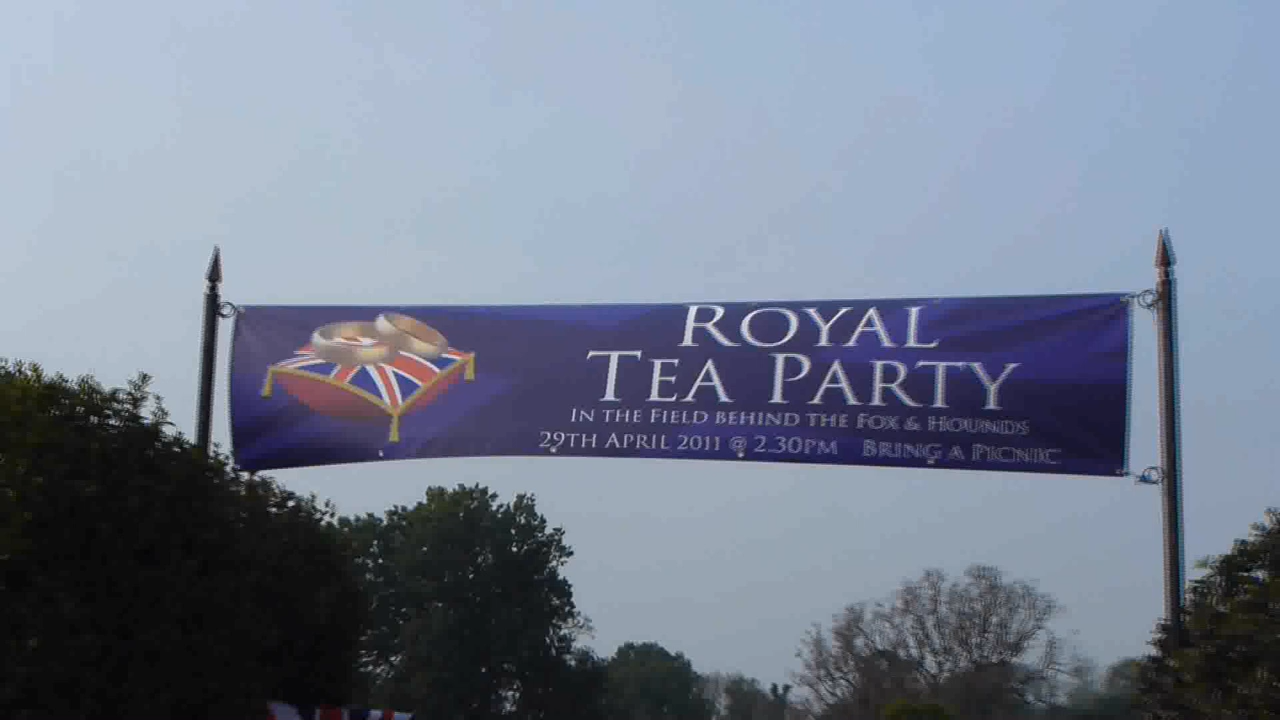 ROYAL
TEA PARTY
IN THE FIELD BEHIND THE FOX & HOUNDS
29TH APRIL 2011 @ 2.30PM BRING A PICNIC